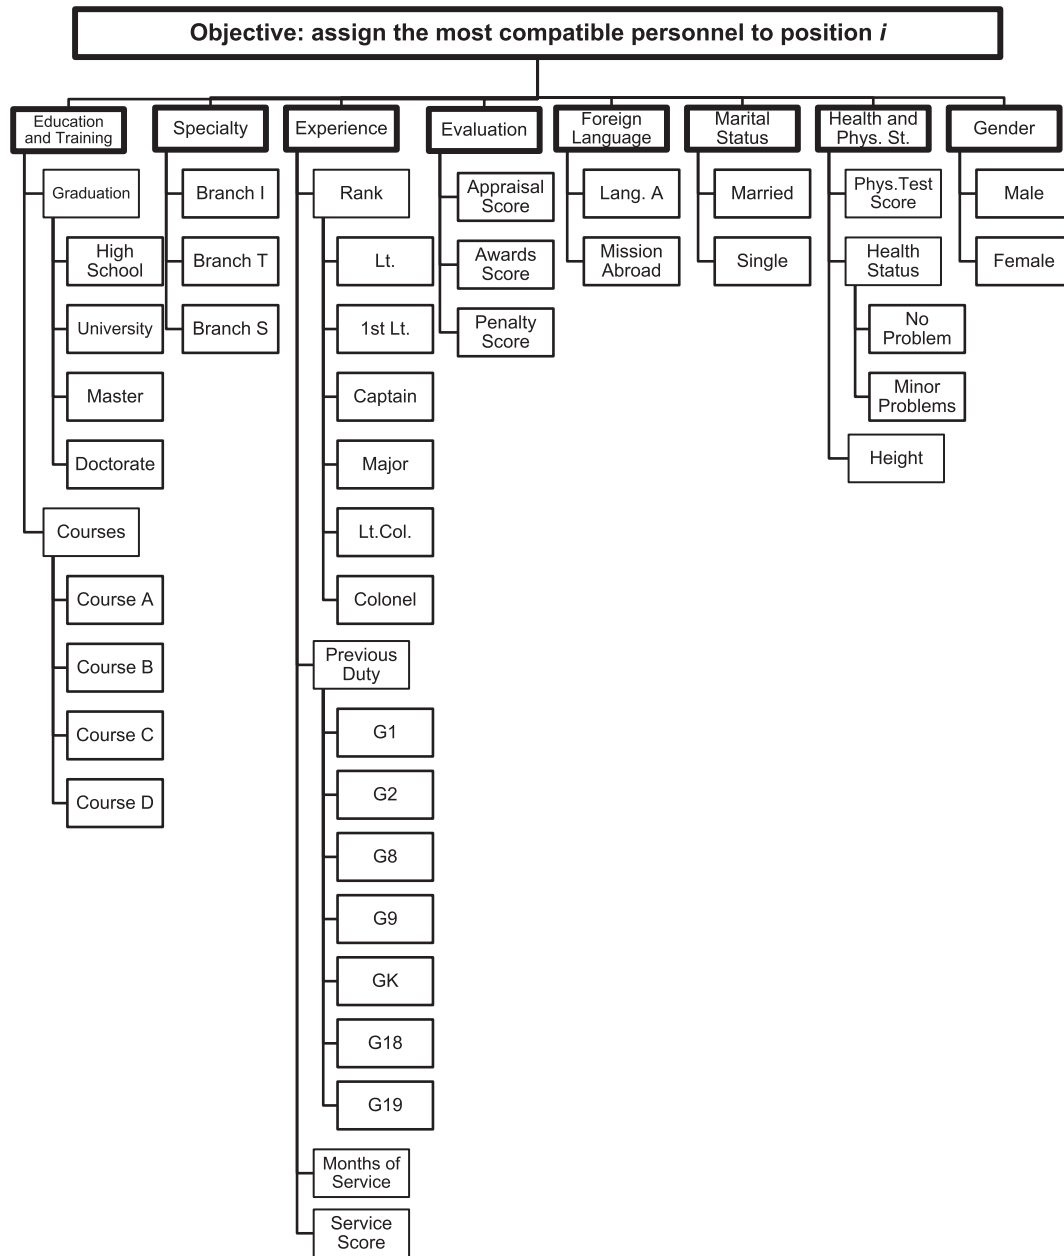 Objective: assign the most compatible personnel to position i
Education
and Training
Specialty
Experience
Evaluation
Foreign
Language
Marital
Status
Health and
Phys. St.
Gender
Graduation
High
School
University
Master
Doctorate
Courses
Course A
Course B
Course C
Course D
Branch I
Branch T
Branch S
Rank
Lt.
1st Lt.
Captain
Major
Lt.Col.
Colonel
Previous
Duty
G1
G2
G8
G9
GK
G18
G19
Months of
Service
Service
Score
Appraisal
Score
Awards
Score
Penalty
Score
Lang. A
Mission
Abroad
Married
Single
Phys.Test
Score
Health
Status
No
Problem
Minor
Problems
Height
Male
Female